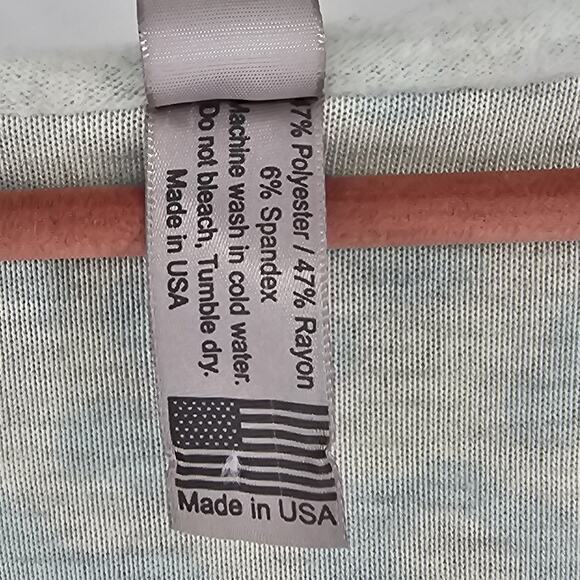 7% Polyester / 47% Rayon
6% Spandex
Machine wash in cold water.
Do not bleach, Tumble dry.
Made in USA
Made in USA